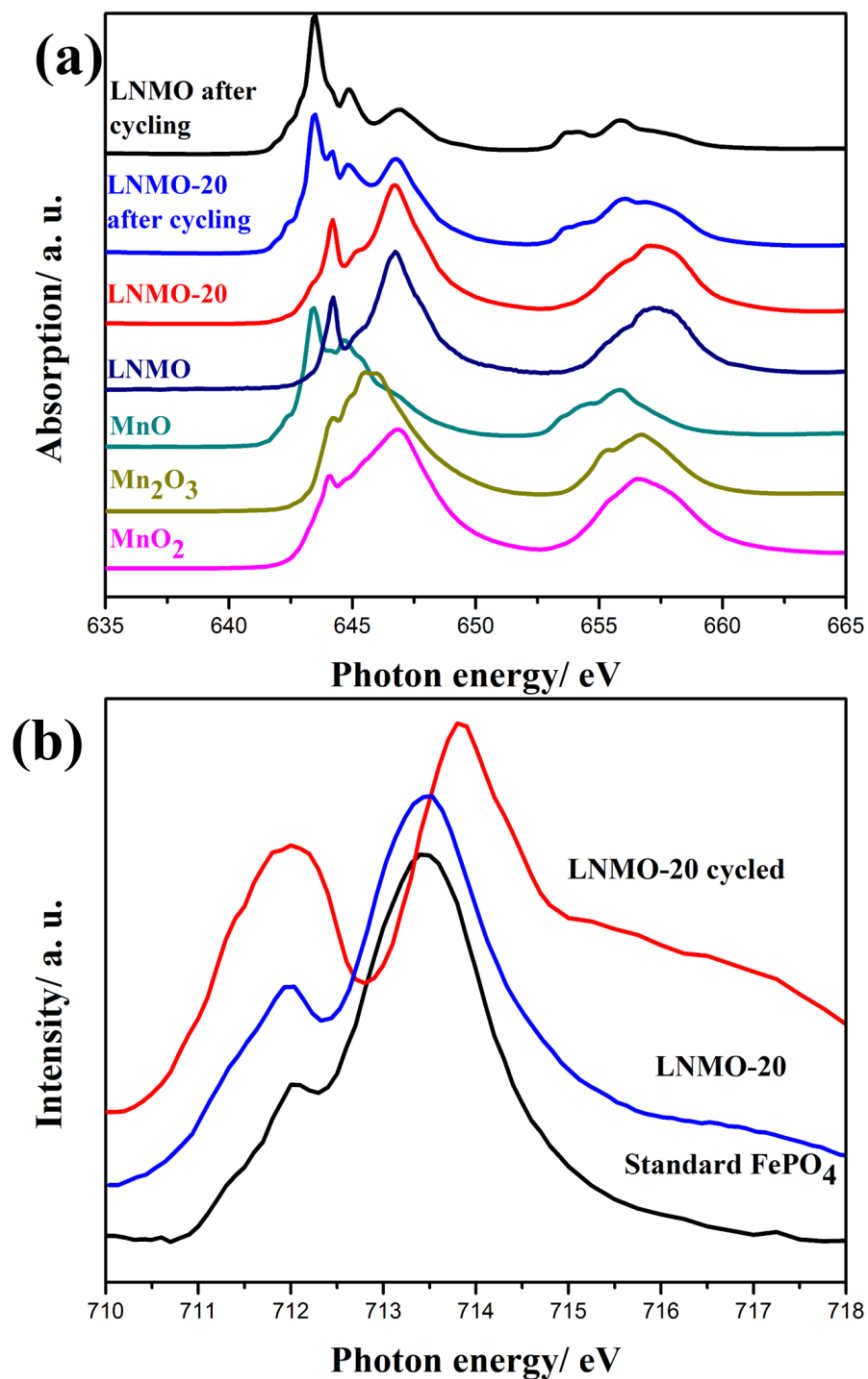 (a)
LNMO after
cycling
LNMO-20
after cycling
LNMO-20
LNMO
MnO
Mn2O3
MnO2
Absorption/ a. u.
635 640 645 650 655 660 665
Photon energy/ eV
(b)
LNMO-20 cycled
LNMO-20
Standard FePO4
Intensity/ a. u.
710 711 712 713 714 715 716 717 718
Photon energy/ eV